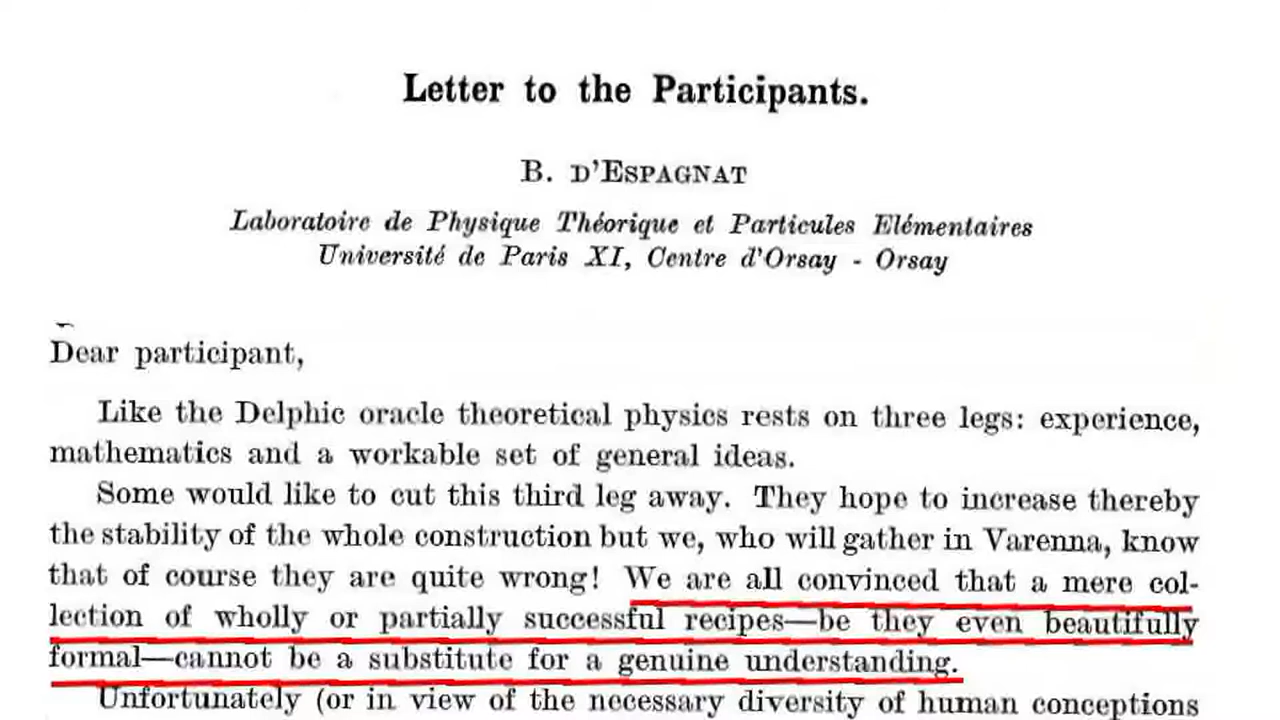 Letter to the Participants.
B. D'ESPAGNAT
Laboratoire de Physique Théorique et Particules Elémentaires
Université de Paris XI, Centre d'Orsay - Orsay
Dear participant,
Like the Delphic oracle theoretical physics rests on three legs: experience,
mathematics and a workable set of general ideas.
Some would like to cut this third leg away. They hope to increase thereby
the stability of the whole construction but we, who will gather in Varenna, know
that of course they are quite wrong! We are all convinced that a mere col-
lection of wholly or partially successful recipes—be they even beautifully
formal—cannot be a substitute for a genuine understanding.
Unfortunately (or in view of the necessary diversity of human conceptions